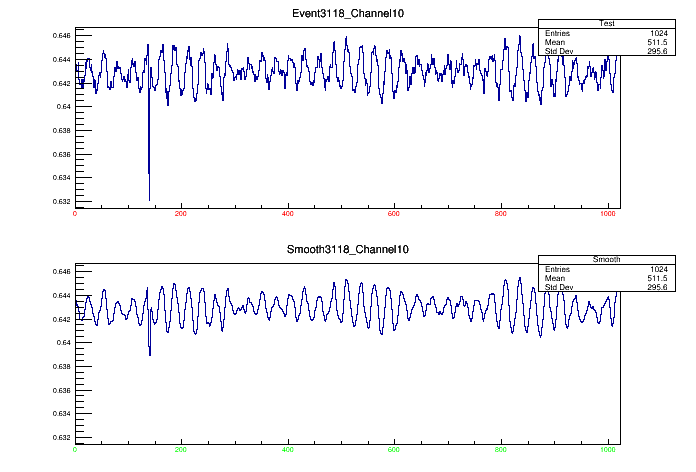 Event3118_Channel10
Test
Entries 1024
Mean 511.5
Std Dev 295.6
0.646
0.644
0.642
0.64
0.638
0.636
0.634
0.632
0 200 400 600 800 1000
Smooth3118_Channel10
Smooth
Entries 1024
Mean 511.5
Std Dev 295.6
0.646
0.644
0.642
0.64
0.638
0.636
0.634
0.632
0 200 400 600 800 1000